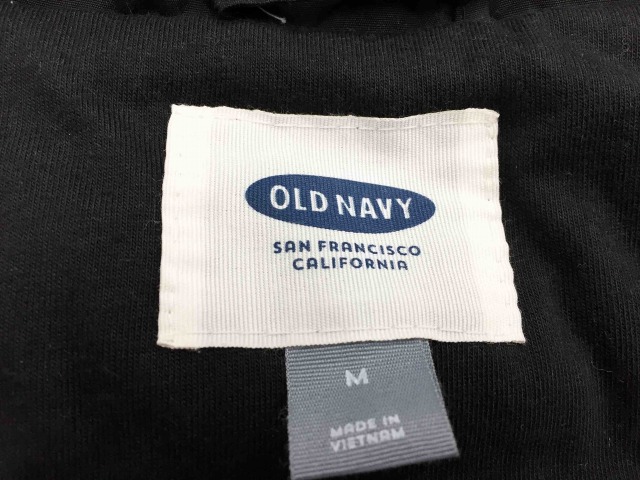 OLD NAVY
SAN FRANCISCO
CALIFORNIA
M
MADE IN
VIETNAM